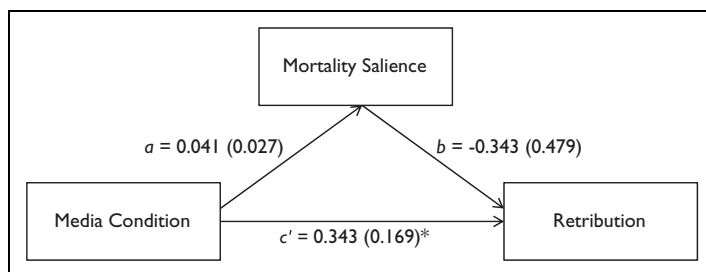 Mortality Salience
a = 0.041 (0.027)
b = -0.343 (0.479)
Media Condition
Retribution
c' = 0.343 (0.169)*